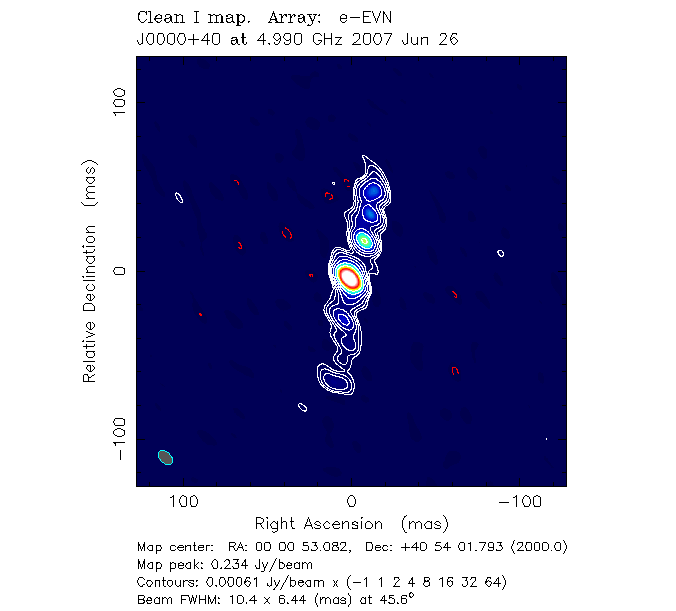 Clean I map.  Array:  e-EVN
J0000+40 at 4.990 GHz 2007 Jun 26
100
0
-100
Relative Declination  (mas)
100 0 -100
Right Ascension  (mas)
Map center:  RA: 00 00 53.082,  Dec: +40 54 01.793 (2000.0)
Map peak: 0.234 Jy/beam
Contours: 0.00061 Jy/beam x (-1 1 2 4 8 16 32 64)
Beam FWHM: 10.4 x 6.44 (mas) at 45.6°